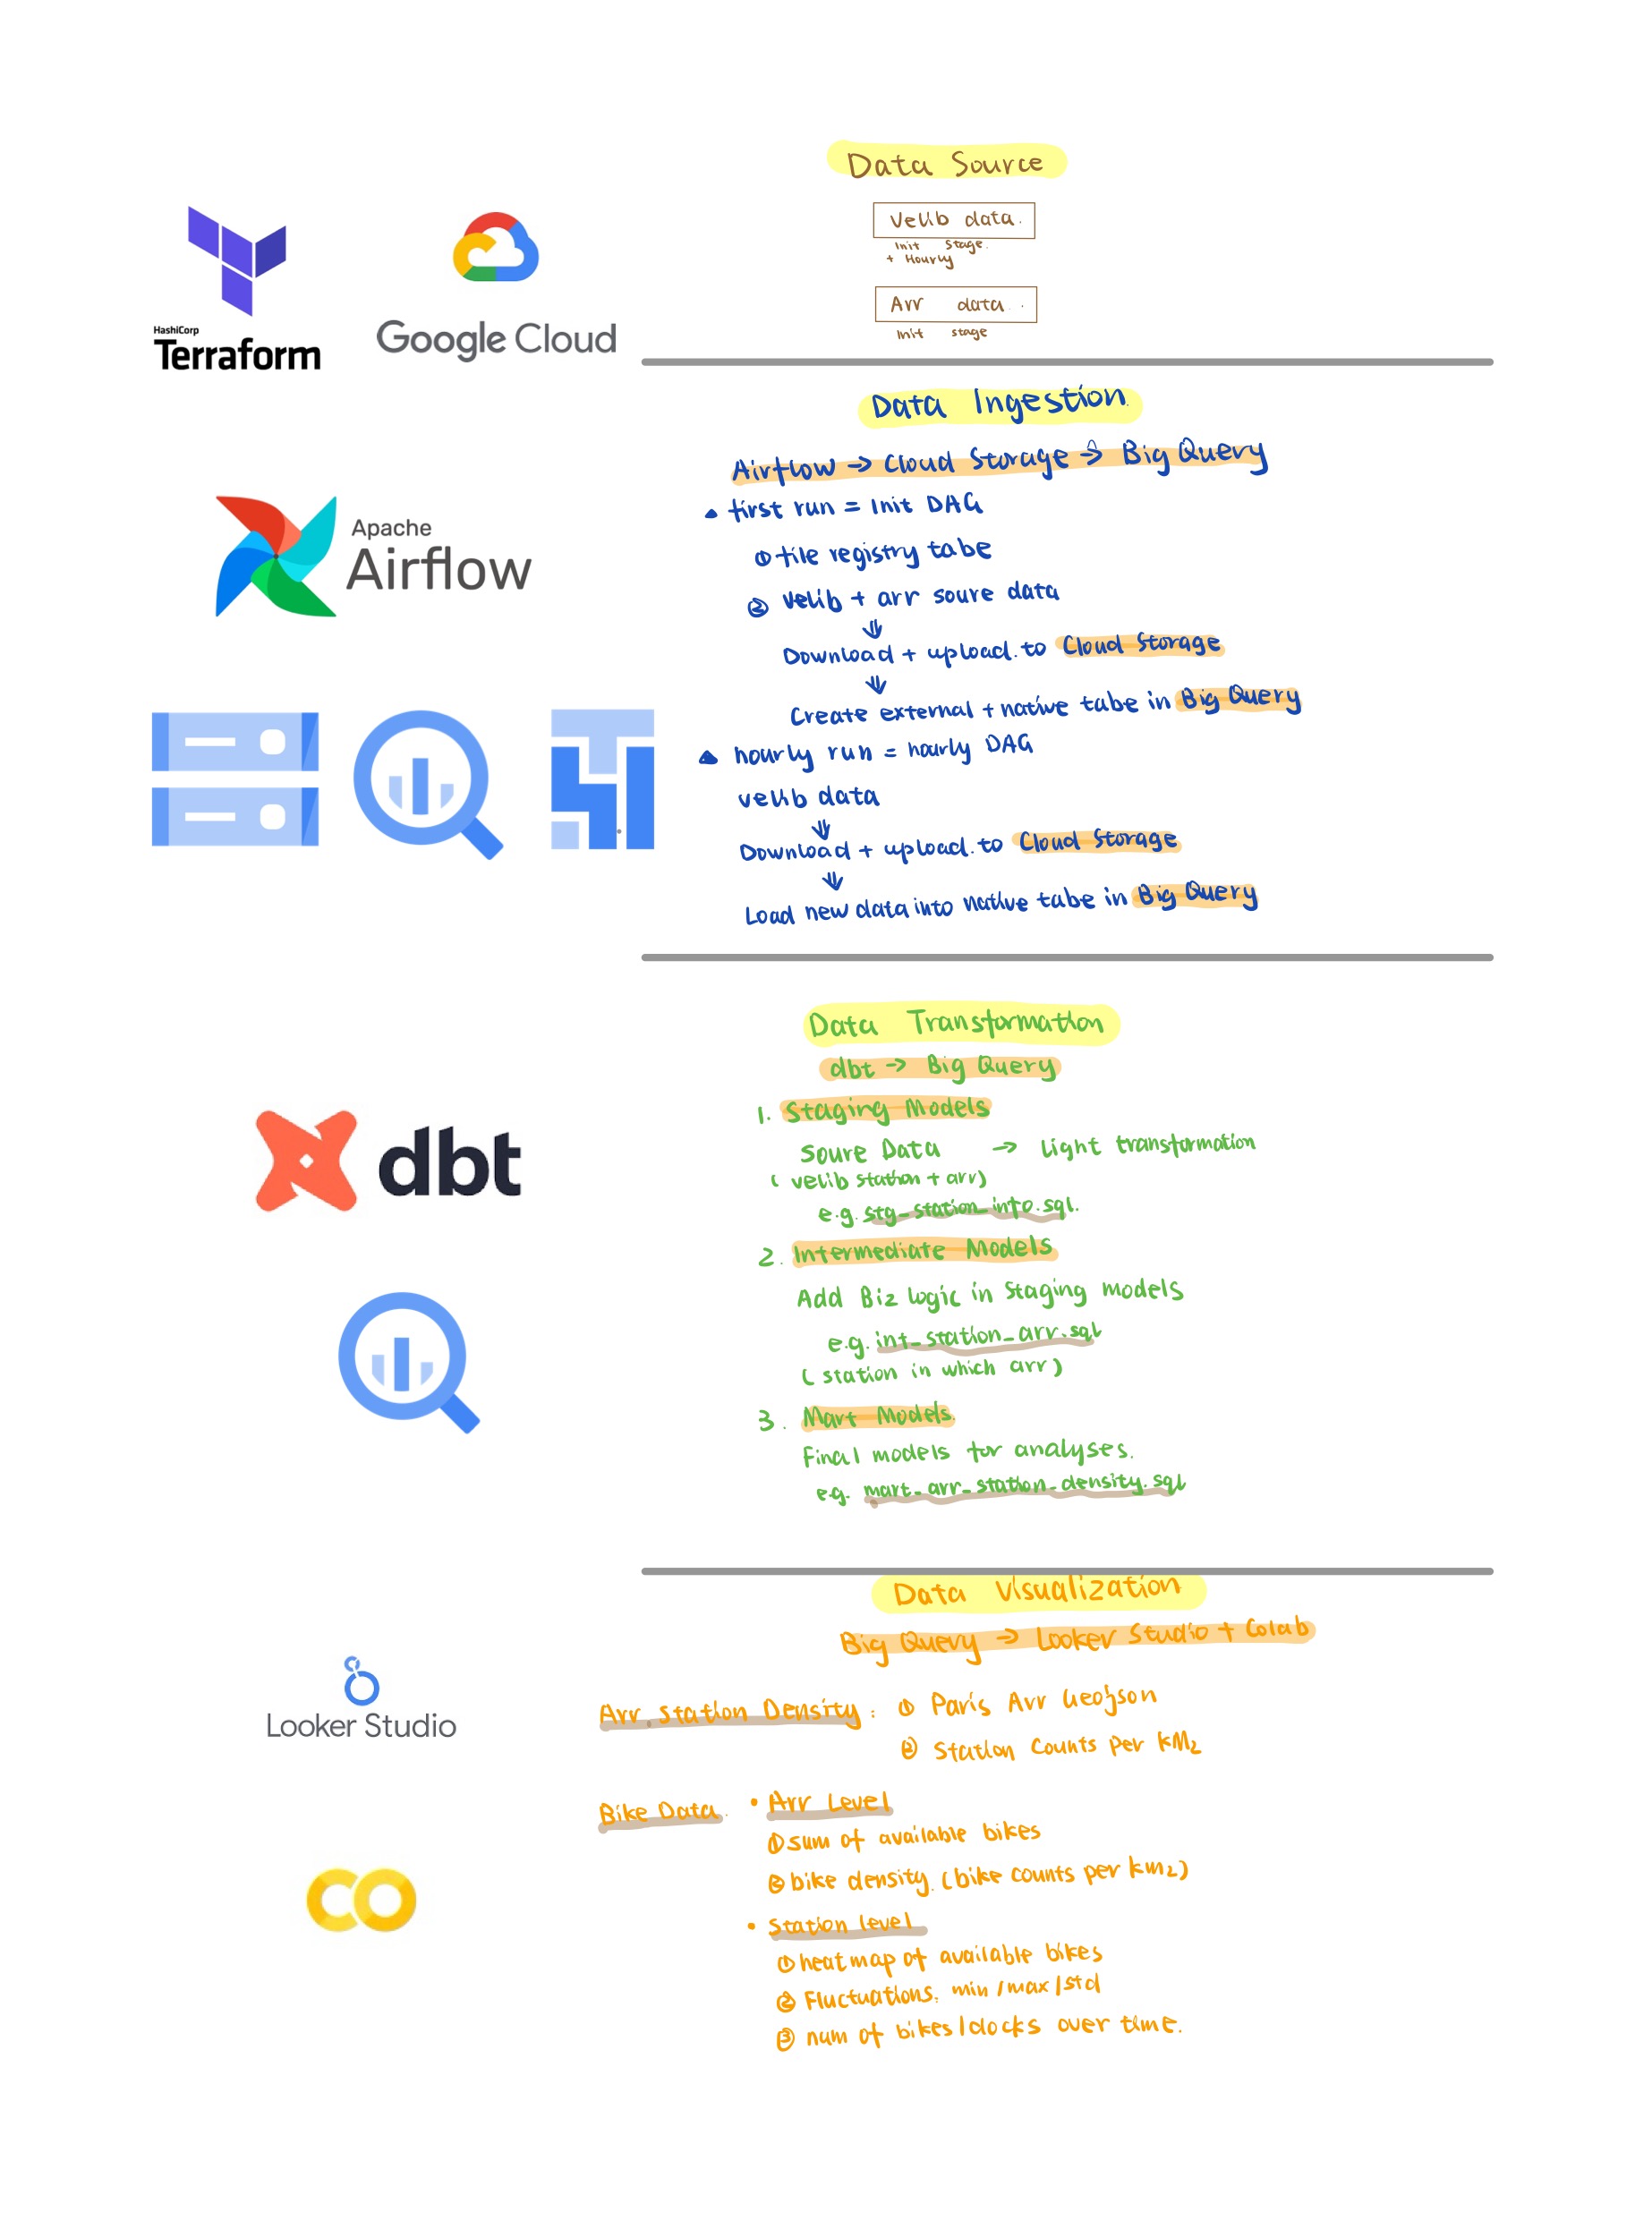 Data Source
Velib data.
Init Stage.
+ Hourly
Arr data.
Init stage
HashiCorp
Terraform
Google Cloud
Data Ingestion.
Airflow → Cloud Storage → Big Query
first run = Init DAG
① file registry tabe
② velib + arr soure data
Download + upload.to Cloud Storage
Create external + native tabe in Big Query
hourly run = hourly DAG
velib data
Download + upload.to Cloud Storage
Load new data into native tabe in Big Query
Apache
Airflow
Data Transformation
dbt → Big Query
1. Staging Models
Soure Data → Light transformation
( velib station + arr)
e.g. stg_station_info.sql.
2. Intermediate Models
Add Biz logic in staging models
e.g. int_station_arr.sql
( station in which arr)
3. Mart Models.
Final models for analyses.
e.g. mart_arr_station_density.sql
dbt
Data Visualization
Big Query → Looker Studio + Colab
Arr. Station Density : ① Paris Arr Geojson
② Station Counts Per KM2
Bike Data. • Arr Level
① sum of available bikes
② bike density. (bike counts per km2)
• Station level
① heatmap of available bikes
② Fluctuations. min/max/std
③ num of bikes/docks over time.
Looker Studio